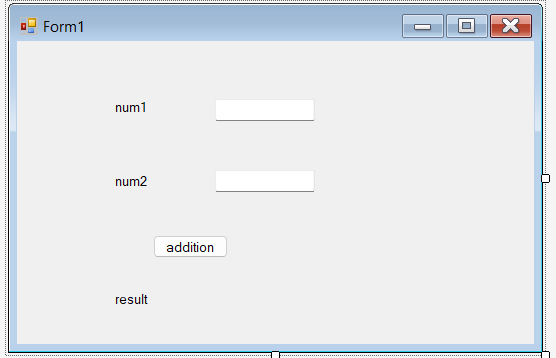 Form1
num1
num2
addition
result